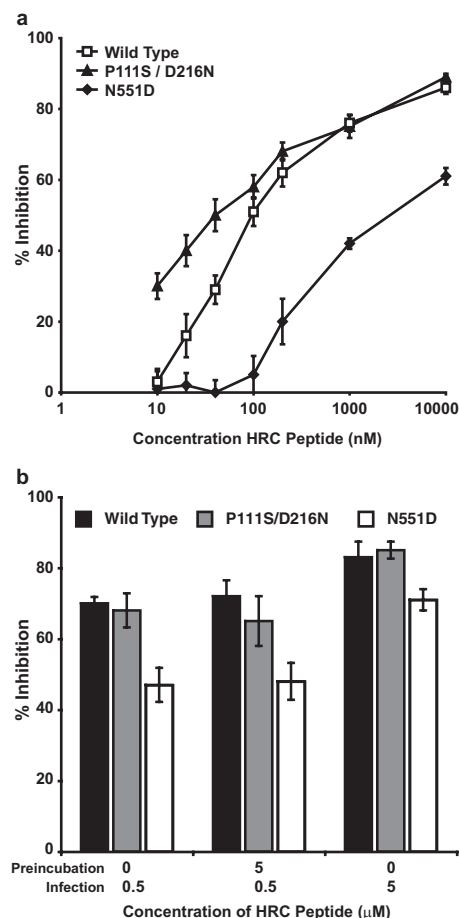 a
100
Wild Type
P111S / D216N
N551D
80
60
40
20
0
% Inhibition
1 10 100 1000 10000
Concentration HRC Peptide (nM)
b
100
Wild Type P111S/D216N N551D
80
60
40
20
0
% Inhibition
Preincubation 0 5 0
Infection 0.5 0.5 5
Concentration of HRC Peptide (μM)